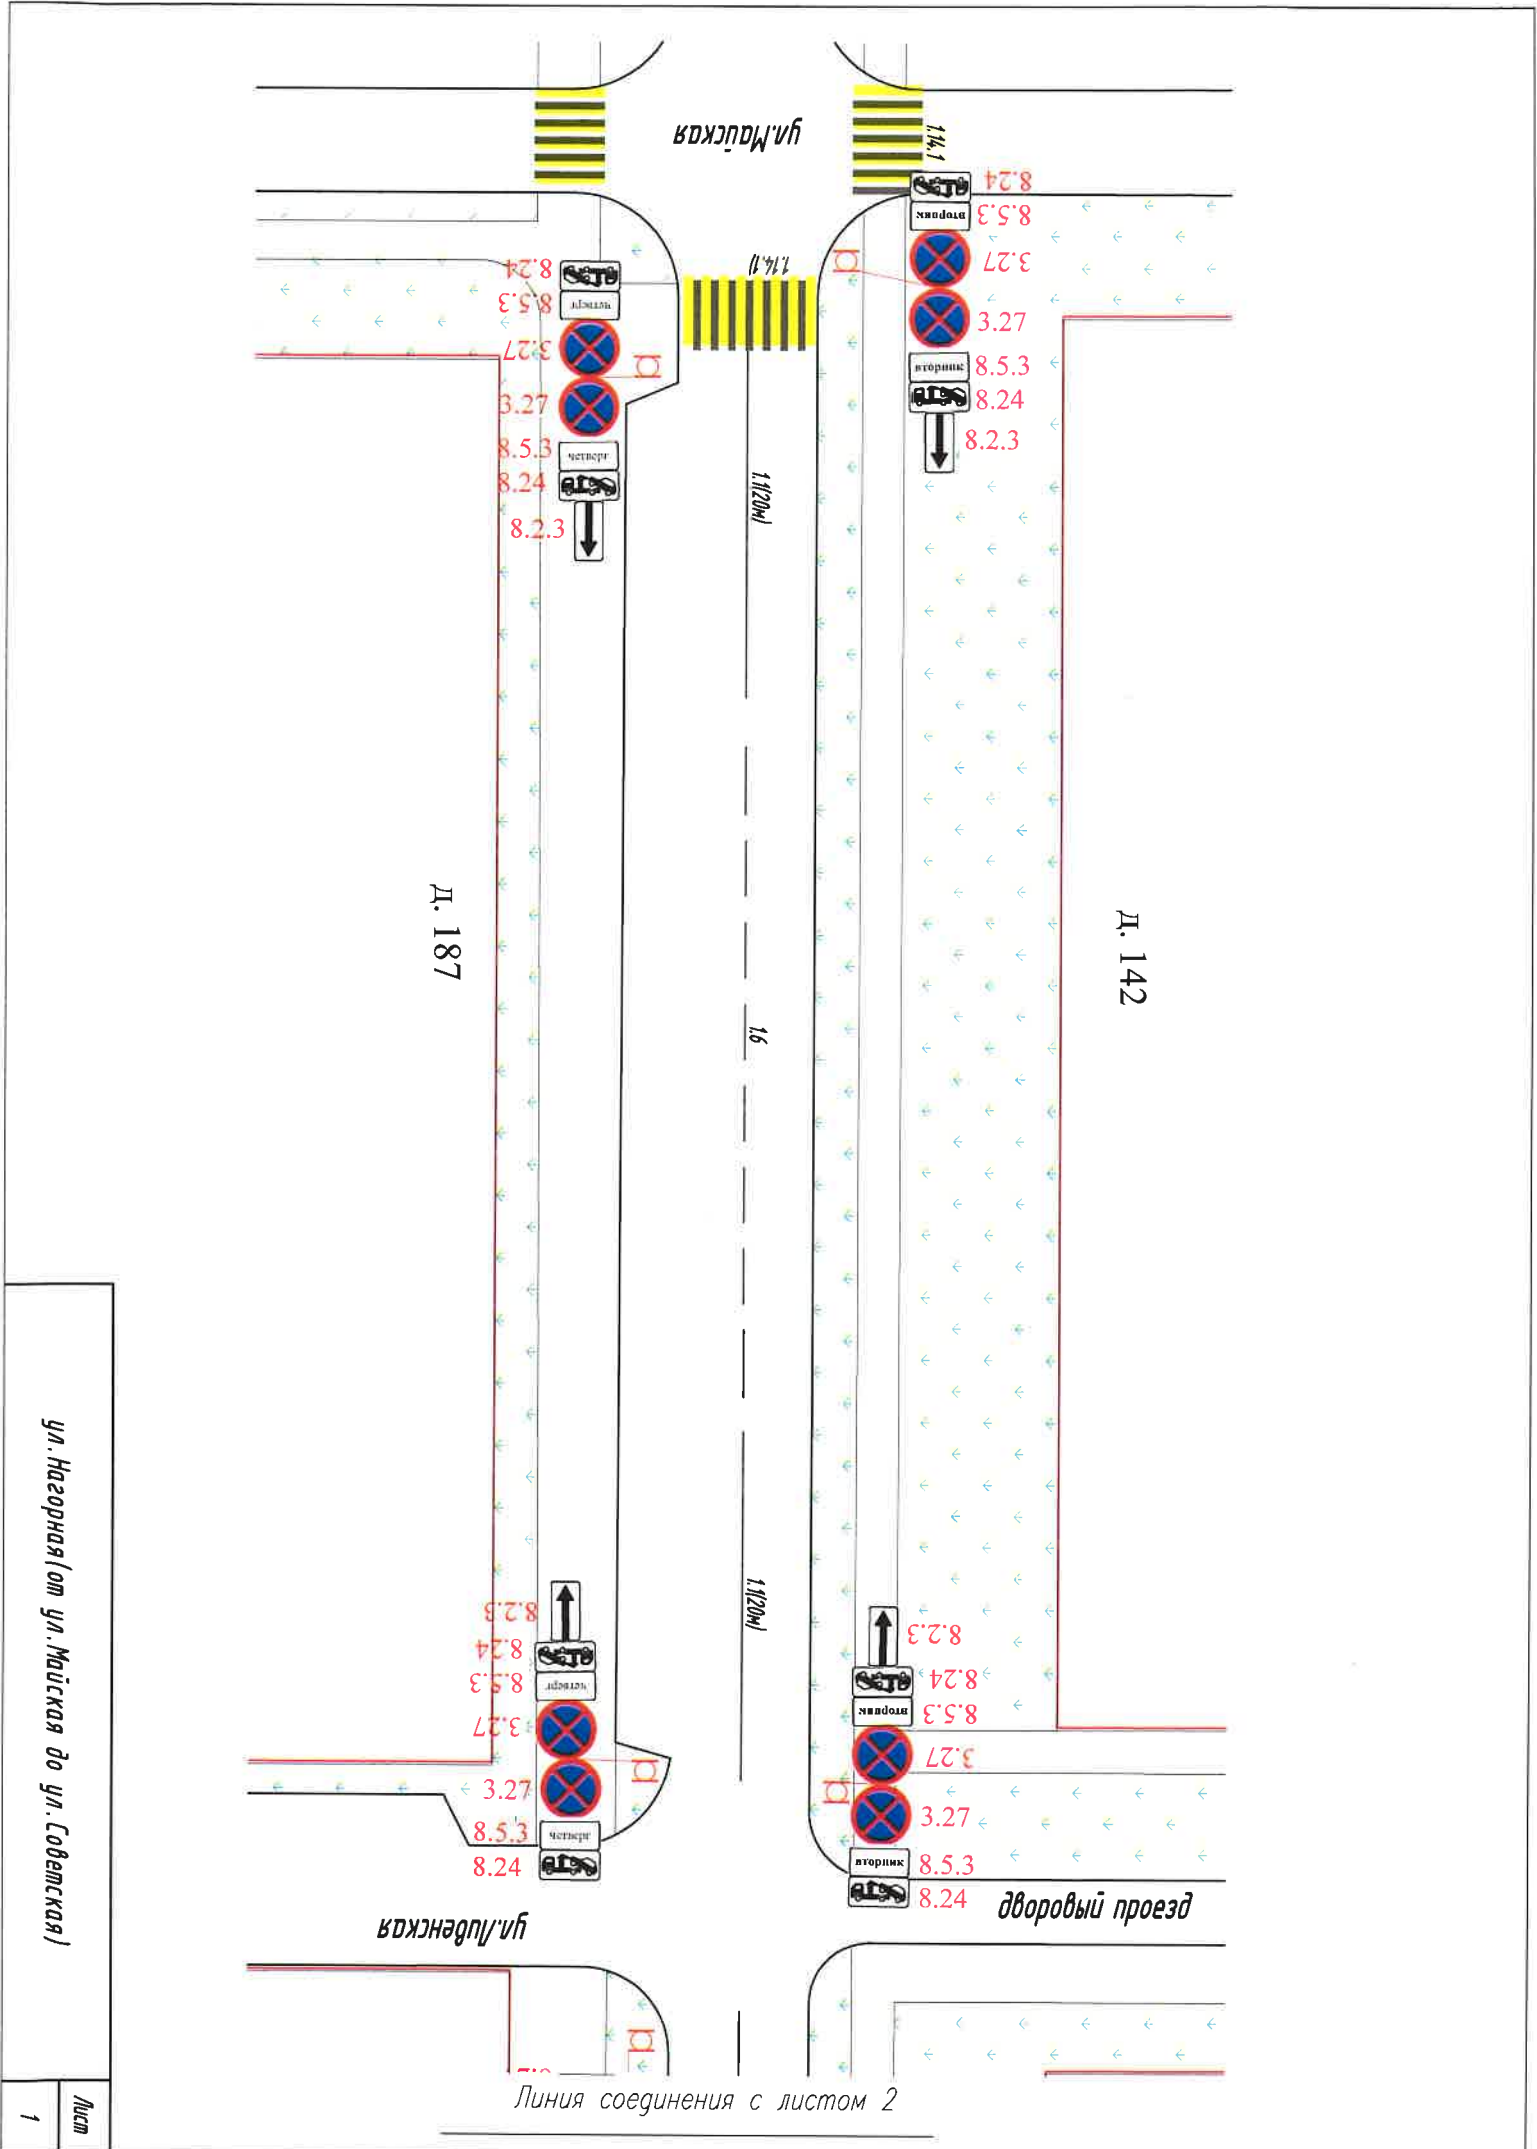 ул.Майская
1.14.1
8.24
8.5.3
вторник
3.27
3.27
вторник
8.5.3
8.24
8.2.3
1.14.1)
8.24
8.5.3
четверг
3.27
3.27
8.5.3
четверг
8.24
8.2.3
1.1(20м)
д. 187
д. 142
1.6
1.1(20м)
8.2.3
8.24
8.5.3
четверг
3.27
3.27
8.5.3
четверг
8.24
8.2.3
8.24
8.5.3
вторник
3.27
3.27
вторник
8.5.3
8.24
дворовый проезд
ул.Ливенская
Линия соединения с листом 2
ул.Нагорная(от ул.Майская до ул.Советская)
Лист
1